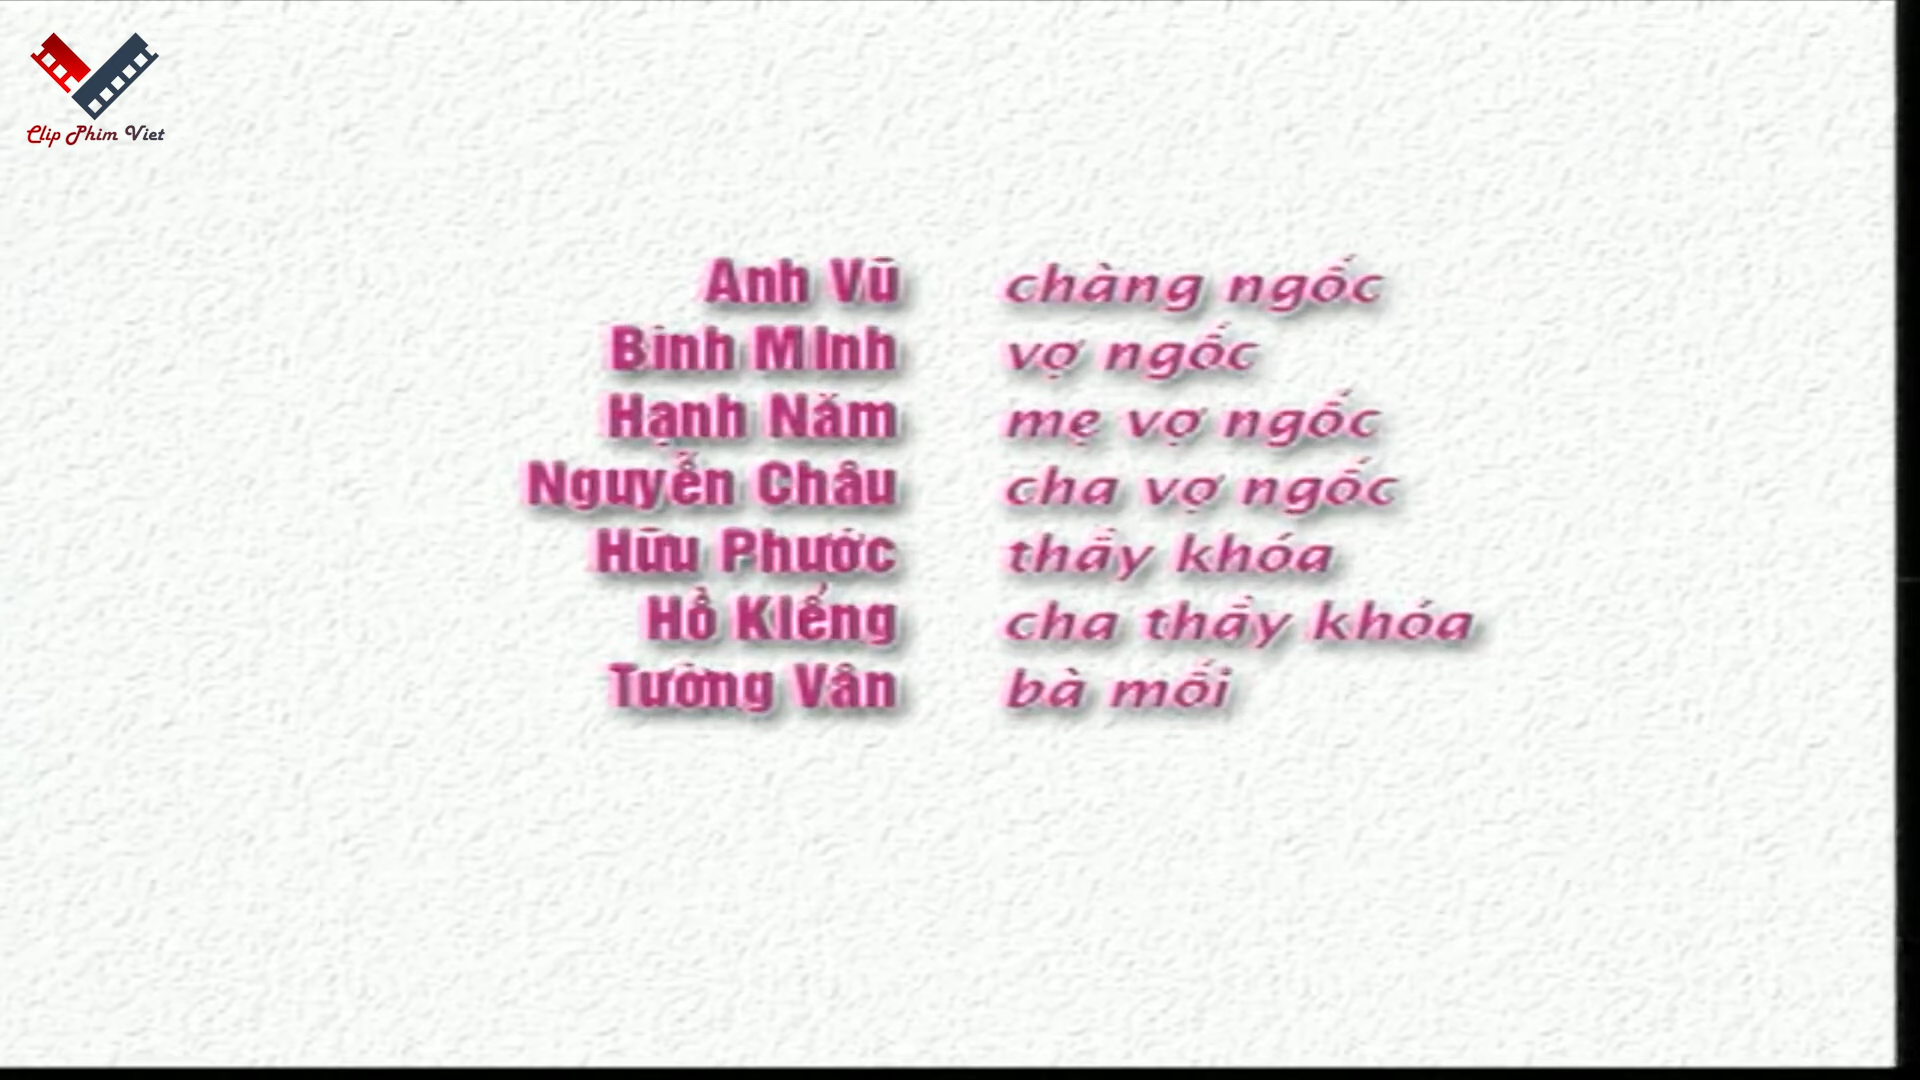 Clip Phim Viet
Anh Vũ chàng ngốc
Binh Minh vợ ngốc
Hạnh Năm mẹ vợ ngốc
Nguyễn Châu cha vợ ngốc
Hữu Phước thầy khóa
Hồ Kiểng cha thầy khóa
Tường Vân bà mối